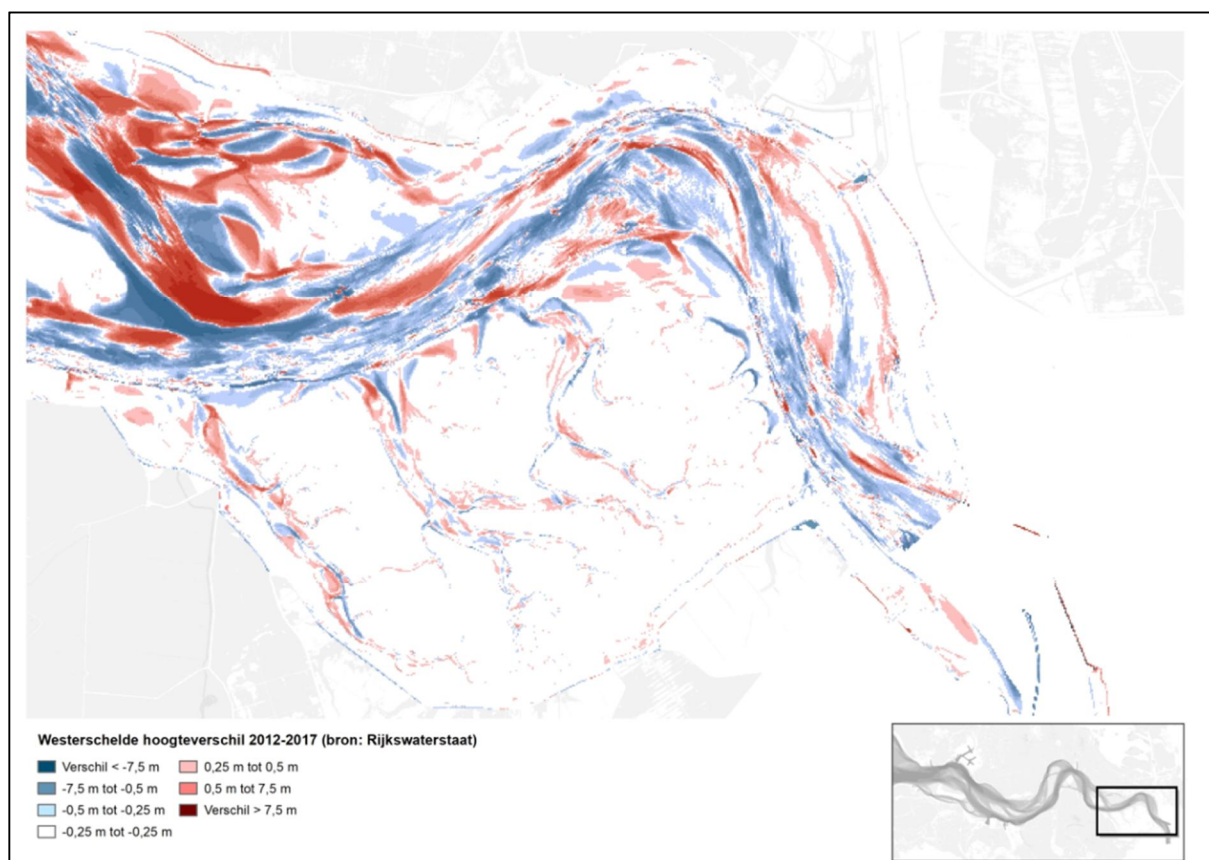 Westerschelde hoogteverschil 2012-2017 (bron: Rijkswaterstaat)
Verschil < -7,5 m
-7,5 m tot -0,5 m
-0,5 m tot -0,25 m
-0,25 m tot -0,25 m
0,25 m tot 0,5 m
0,5 m tot 7,5 m
Verschil > 7,5 m